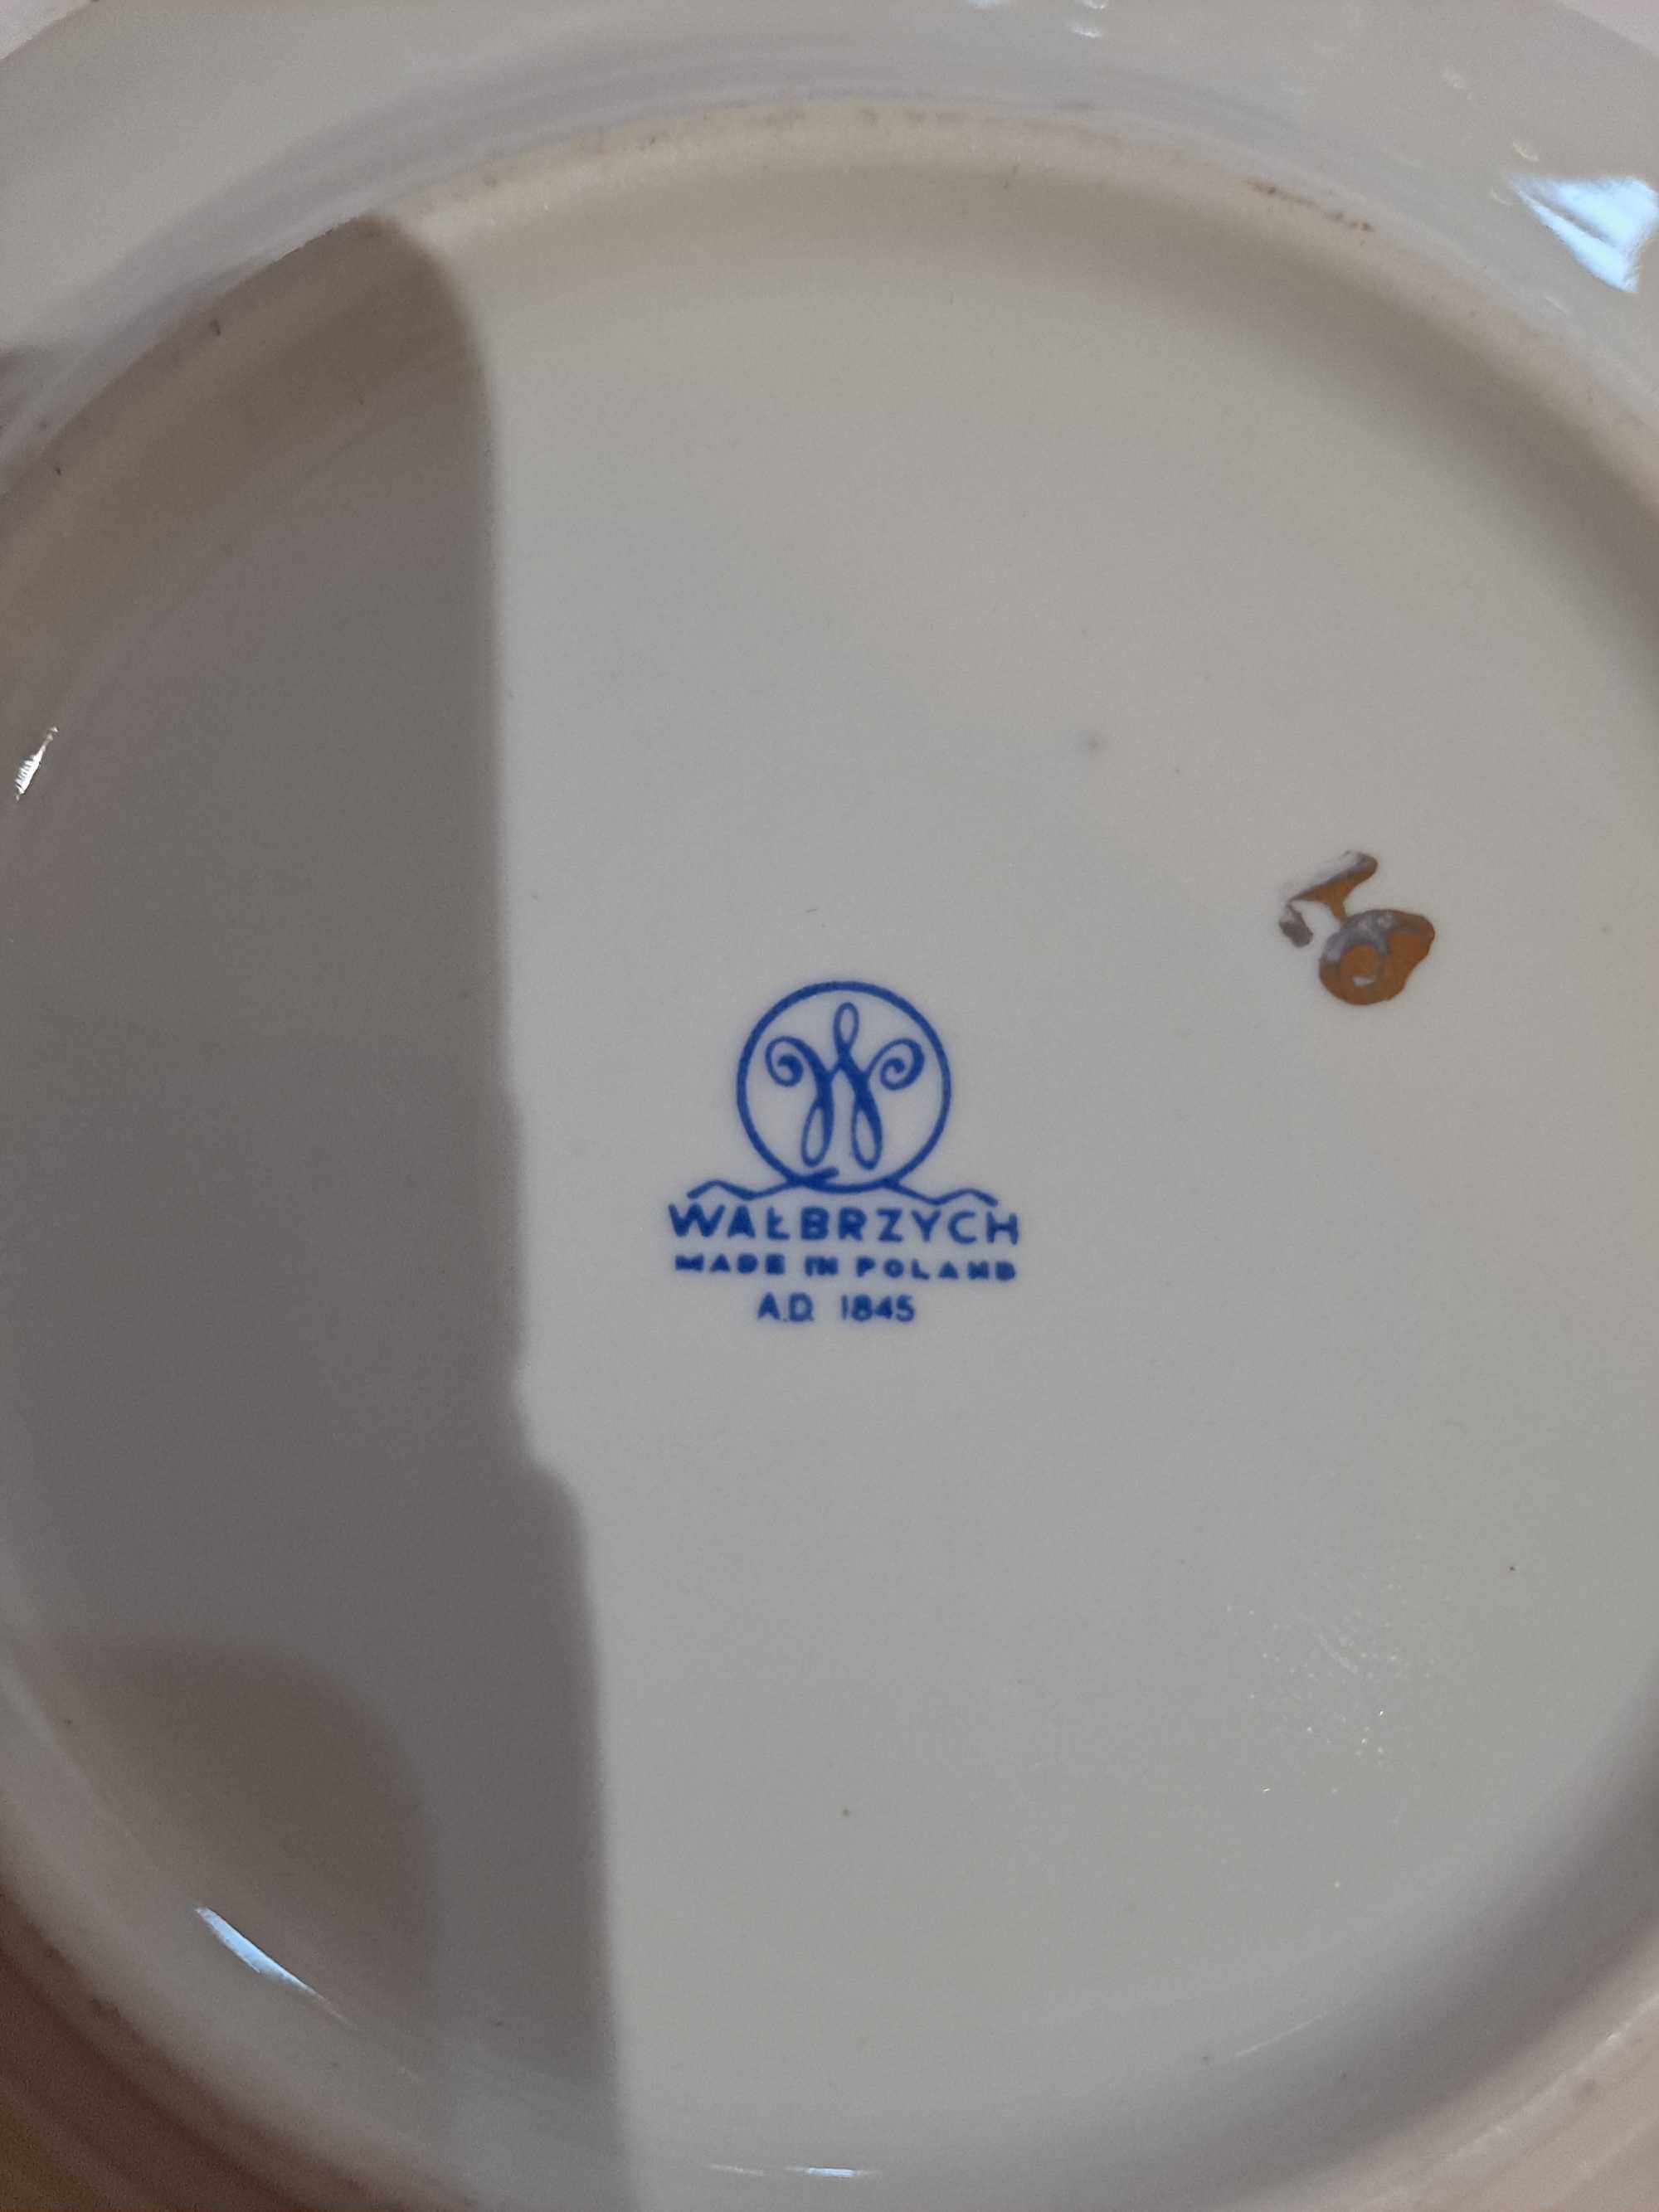 W
WAŁBRZYCH
MADE IN POLAND
A.D. 1845